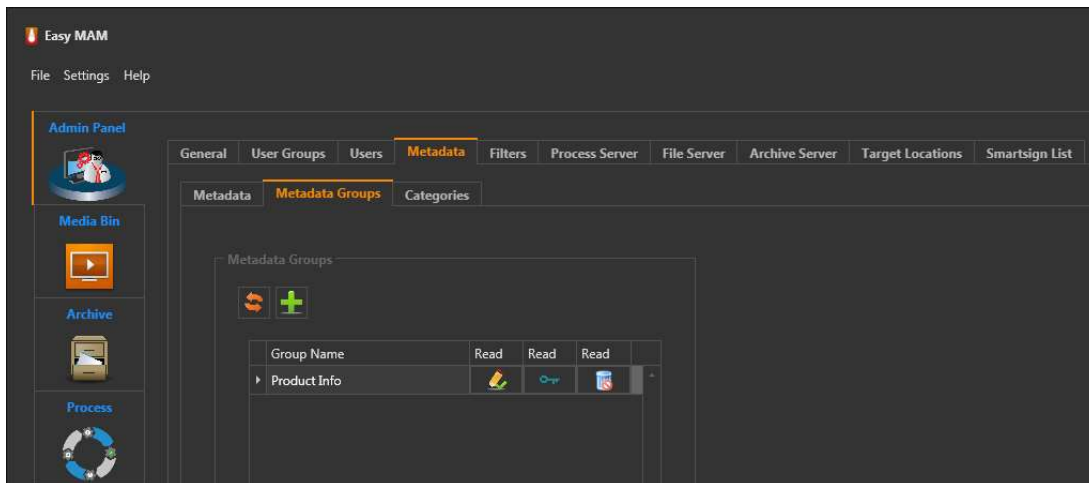 Easy MAM
File Settings Help
Admin Panel
General User Groups Users Metadata Filters Process Server File Server Archive Server Target Locations Smartsign List
Metadata Metadata Groups Categories
Media Bin
Metadata Groups
Archive
Group Name Read Read Read
Product Info
Process